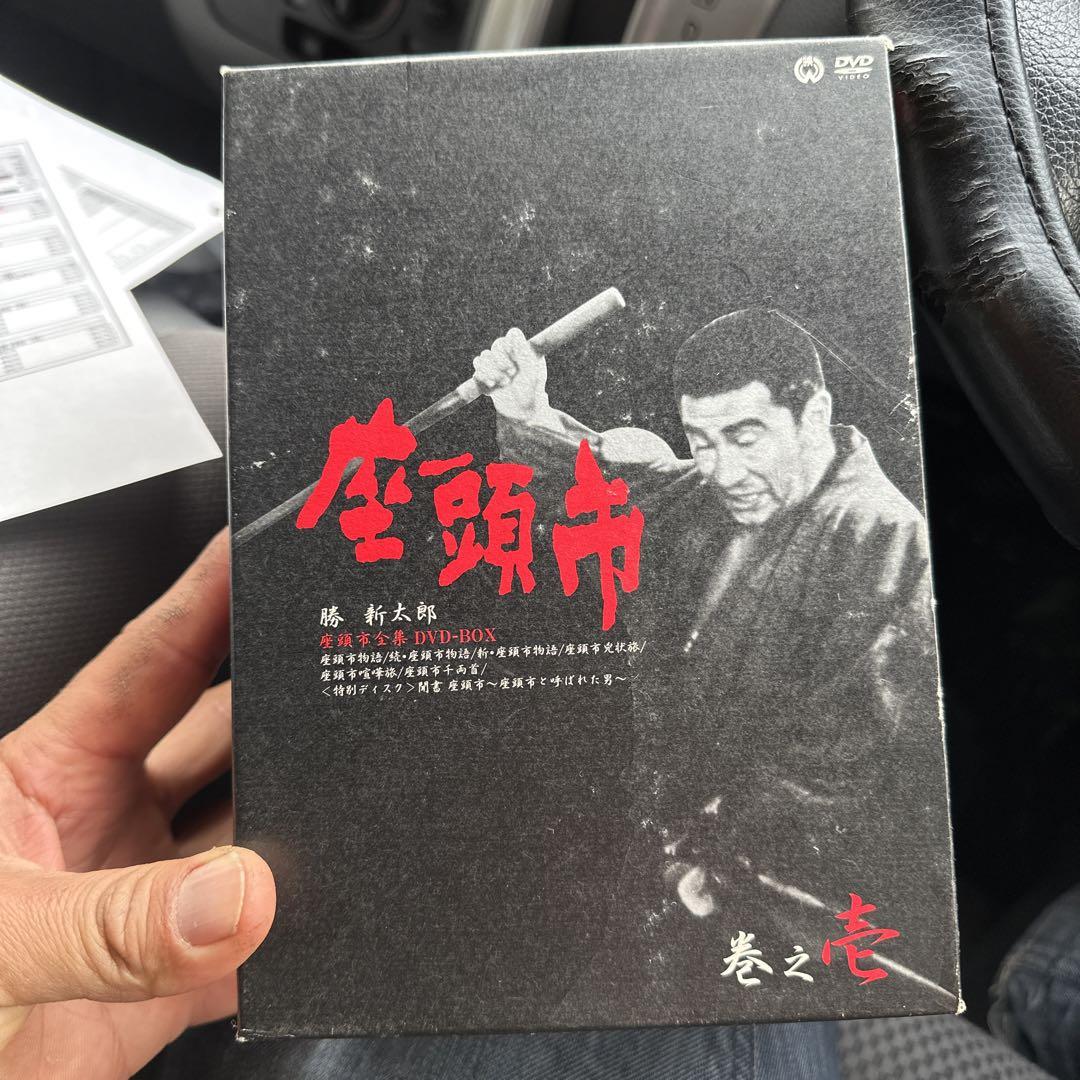 DVD
VIDEO
座頭市
勝 新太郎
座頭市全集 DVD-BOX
座頭市物語/続・座頭市物語/新・座頭市物語/座頭市兇状旅/
座頭市喧嘩旅/座頭市千両首/
＜特別ディスク＞聞書 座頭市～座頭市と呼ばれた男～
巻之壱